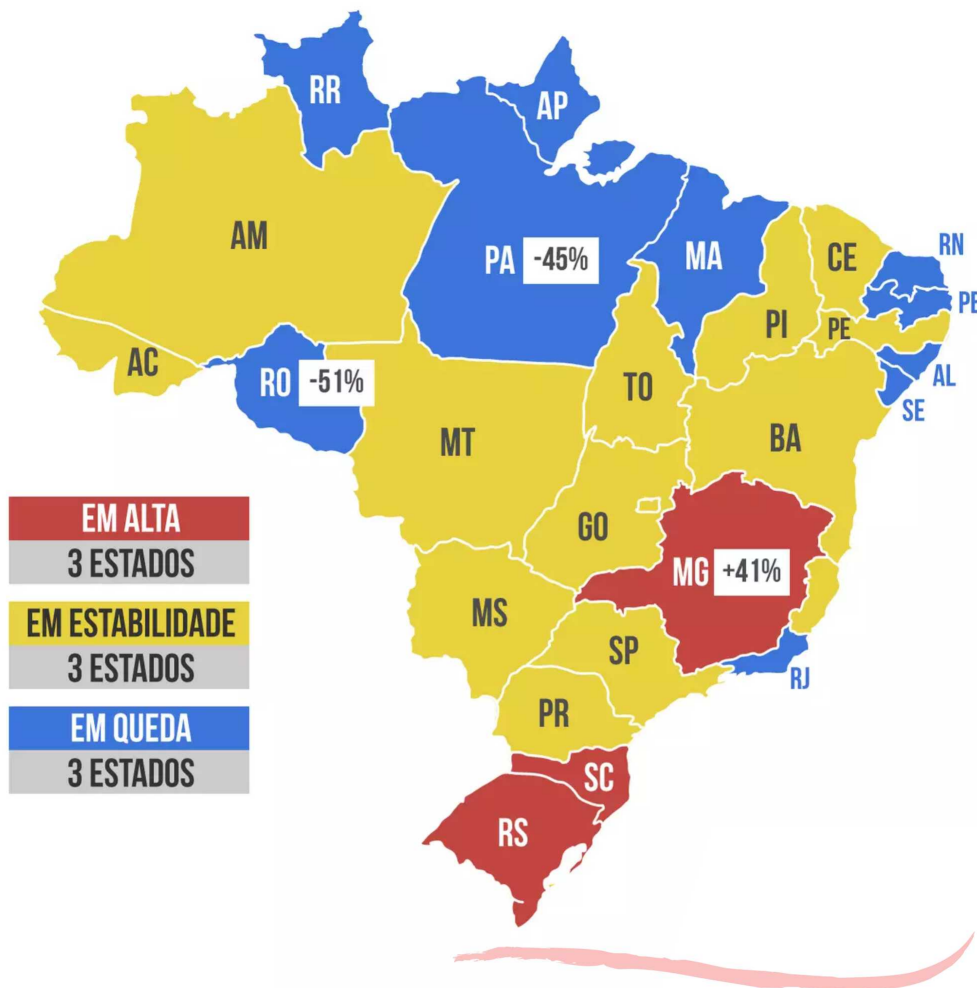 RR
AP
AM
PA -45%
MA
CE
RN
PB
PI
PE
AC
RO -51%
TO
AL
SE
MT
BA
EM ALTA
3 ESTADOS
GO
MG +41%
EM ESTABILIDADE
3 ESTADOS
MS
SP
RJ
EM QUEDA
3 ESTADOS
PR
SC
RS